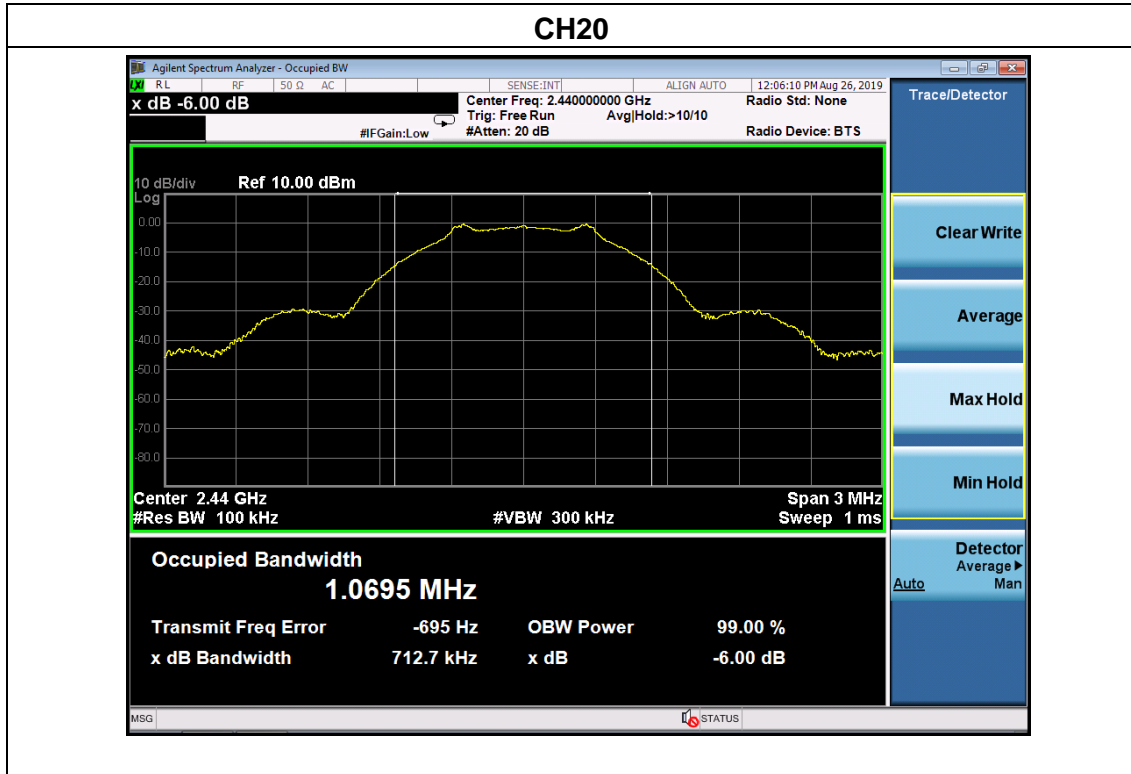 CH20
Agilent Spectrum Analyzer - Occupied BW
LXI RL RF 50 Ω AC SENSE:INT ALIGN AUTO 12:06:10 PM Aug 26, 2019
x dB -6.00 dB Center Freq: 2.440000000 GHz Radio Std: None
Trig: Free Run Avg|Hold:>10/10
#IFGain:Low #Atten: 20 dB Radio Device: BTS
Trace/Detector
10 dB/div Ref 10.00 dBm
Log
0.00
-10.0
-20.0
-30.0
-40.0
-50.0
-60.0
-70.0
-80.0
Center 2.44 GHz Span 3 MHz
#Res BW 100 kHz #VBW 300 kHz Sweep 1 ms
Occupied Bandwidth
1.0695 MHz
Transmit Freq Error -695 Hz OBW Power 99.00 %
x dB Bandwidth 712.7 kHz x dB -6.00 dB
Clear Write
Average
Max Hold
Min Hold
Detector
Average▶
Auto Man
MSG STATUS